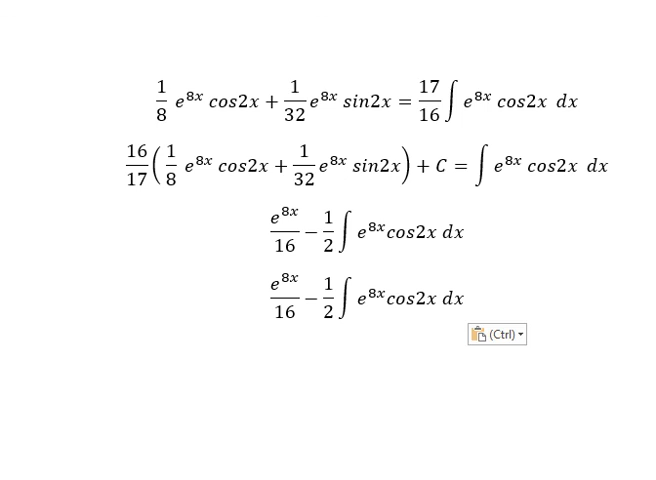 1/8 e^{8x} cos2x + 1/32 e^{8x} sin2x = 17/16 ∫ e^{8x} cos2x dx
16/17 (1/8 e^{8x} cos2x + 1/32 e^{8x} sin2x) + C = ∫ e^{8x} cos2x dx
e^{8x}/16 − 1/2 ∫ e^{8x} cos2x dx
e^{8x}/16 − 1/2 ∫ e^{8x} cos2x dx
(Ctrl)